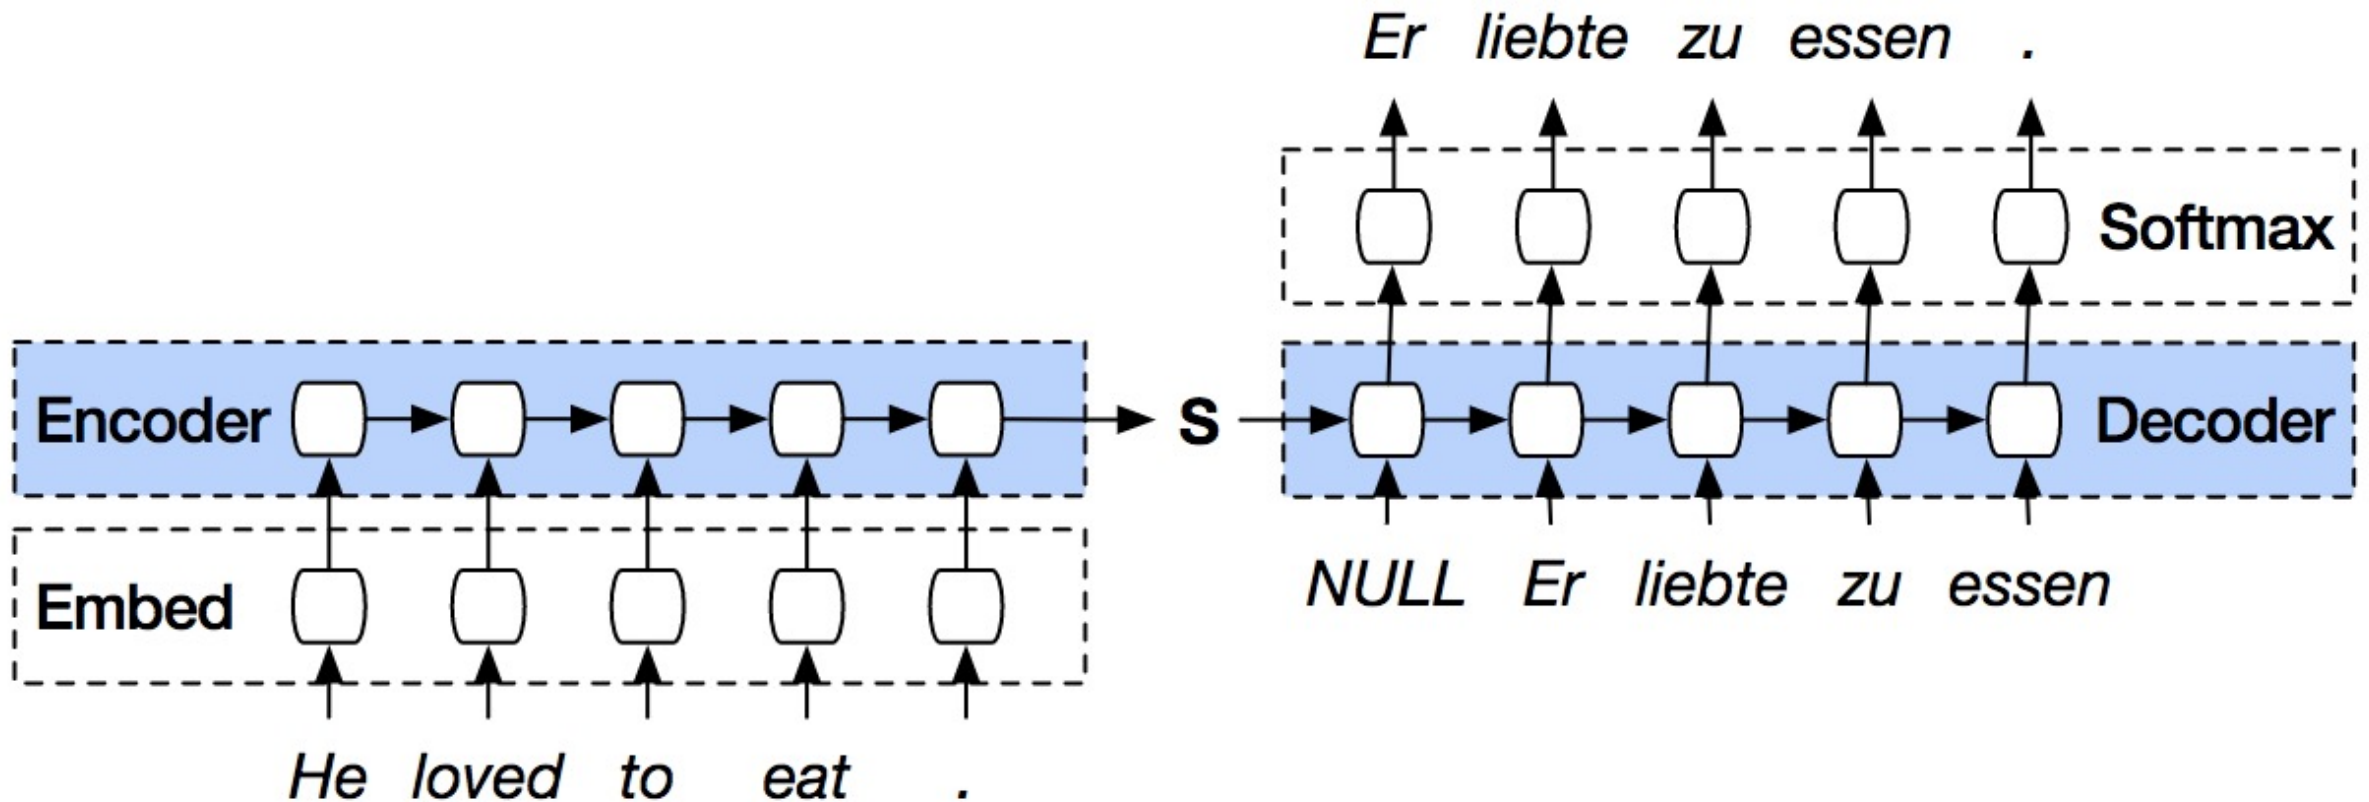 Er liebte zu essen .
Softmax
Encoder
S
Decoder
NULL Er liebte zu essen
Embed
He loved to eat .